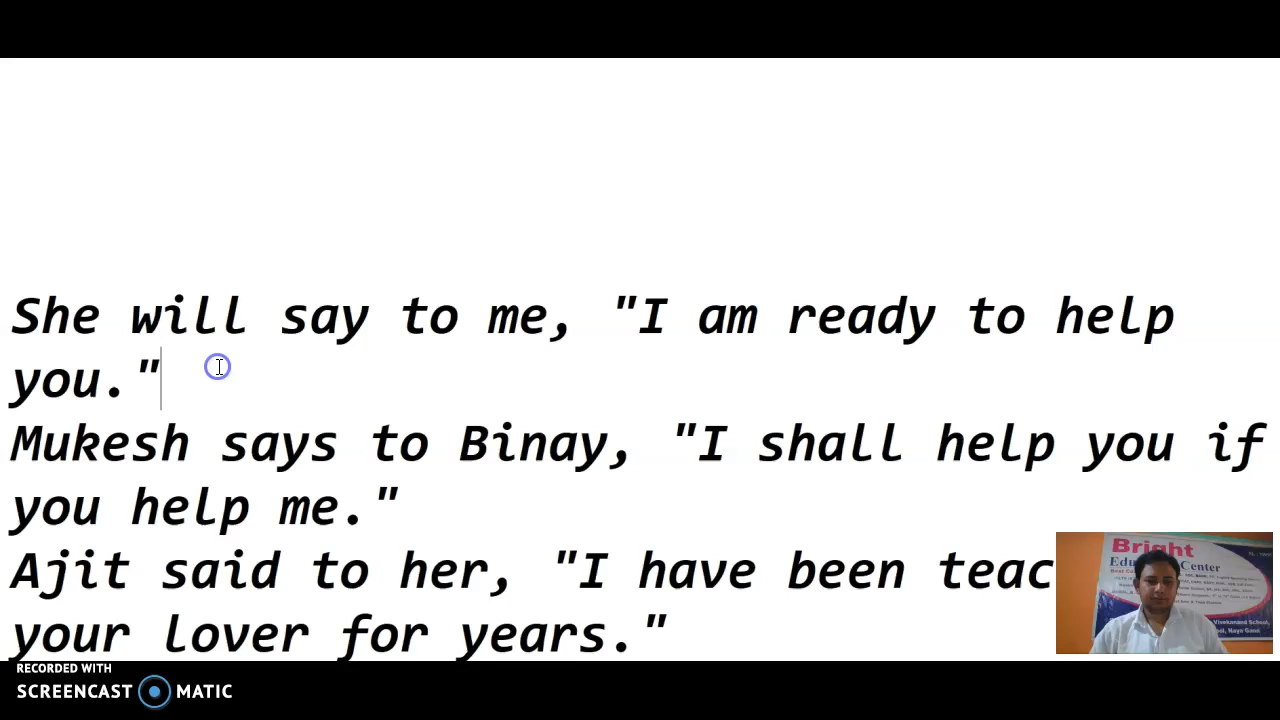 She will say to me, "I am ready to help
you."
Mukesh says to Binay, "I shall help you if
you help me."
Ajit said to her, "I have been teac
your lover for years."
Bright
Center
RECORDED WITH
SCREENCAST MATIC